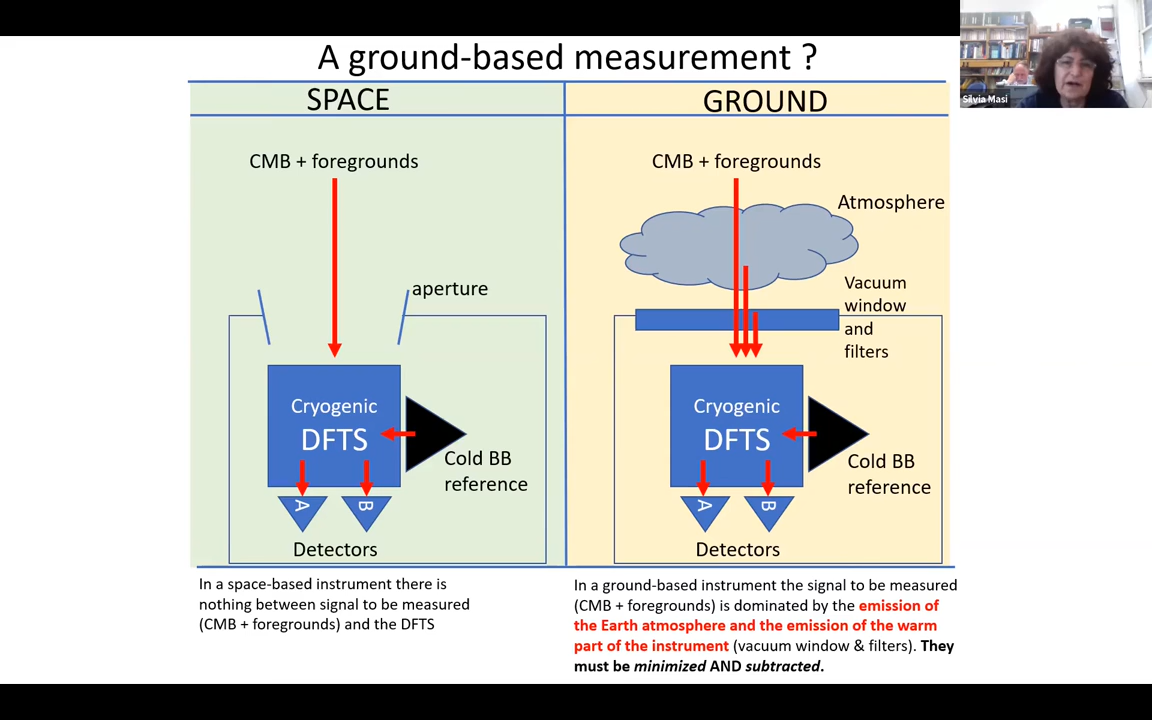 A ground-based measurement ?
Silvia Masi
SPACE
GROUND
CMB + foregrounds
CMB + foregrounds
Atmosphere
aperture
Vacuum
window
and
filters
Cryogenic
DFTS
Cold BB
reference
A
B
Detectors
Cryogenic
DFTS
Cold BB
reference
A
B
Detectors
In a space-based instrument there is
nothing between signal to be measured
(CMB + foregrounds) and the DFTS
In a ground-based instrument the signal to be measured
(CMB + foregrounds) is dominated by the emission of
the Earth atmosphere and the emission of the warm
part of the instrument (vacuum window & filters). They
must be minimized AND subtracted.